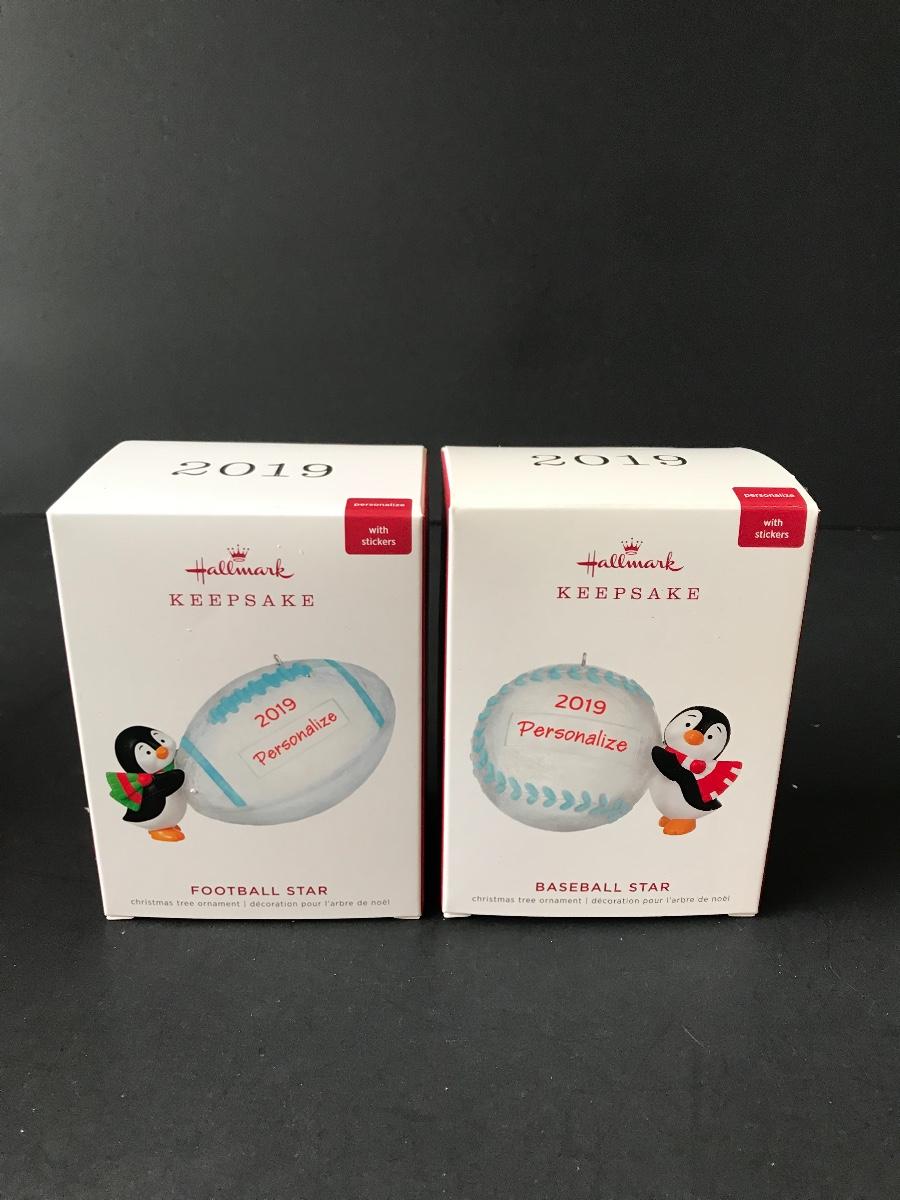 2019
personalize
with
stickers
Hallmark
KEEPSAKE
2019
Personalize
FOOTBALL STAR
christmas tree ornament | décoration pour l'arbre de noël
2019
personalize
with
stickers
Hallmark
KEEPSAKE
2019
Personalize
BASEBALL STAR
christmas tree ornament | décoration pour l'arbre de noël